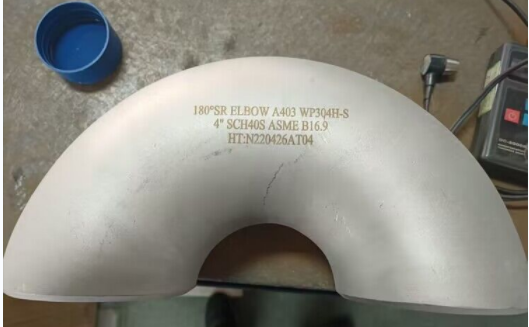 180°SR ELBOW A403 WP304H-S
4" SCH40S ASME B16.9
HT:N220426AT04